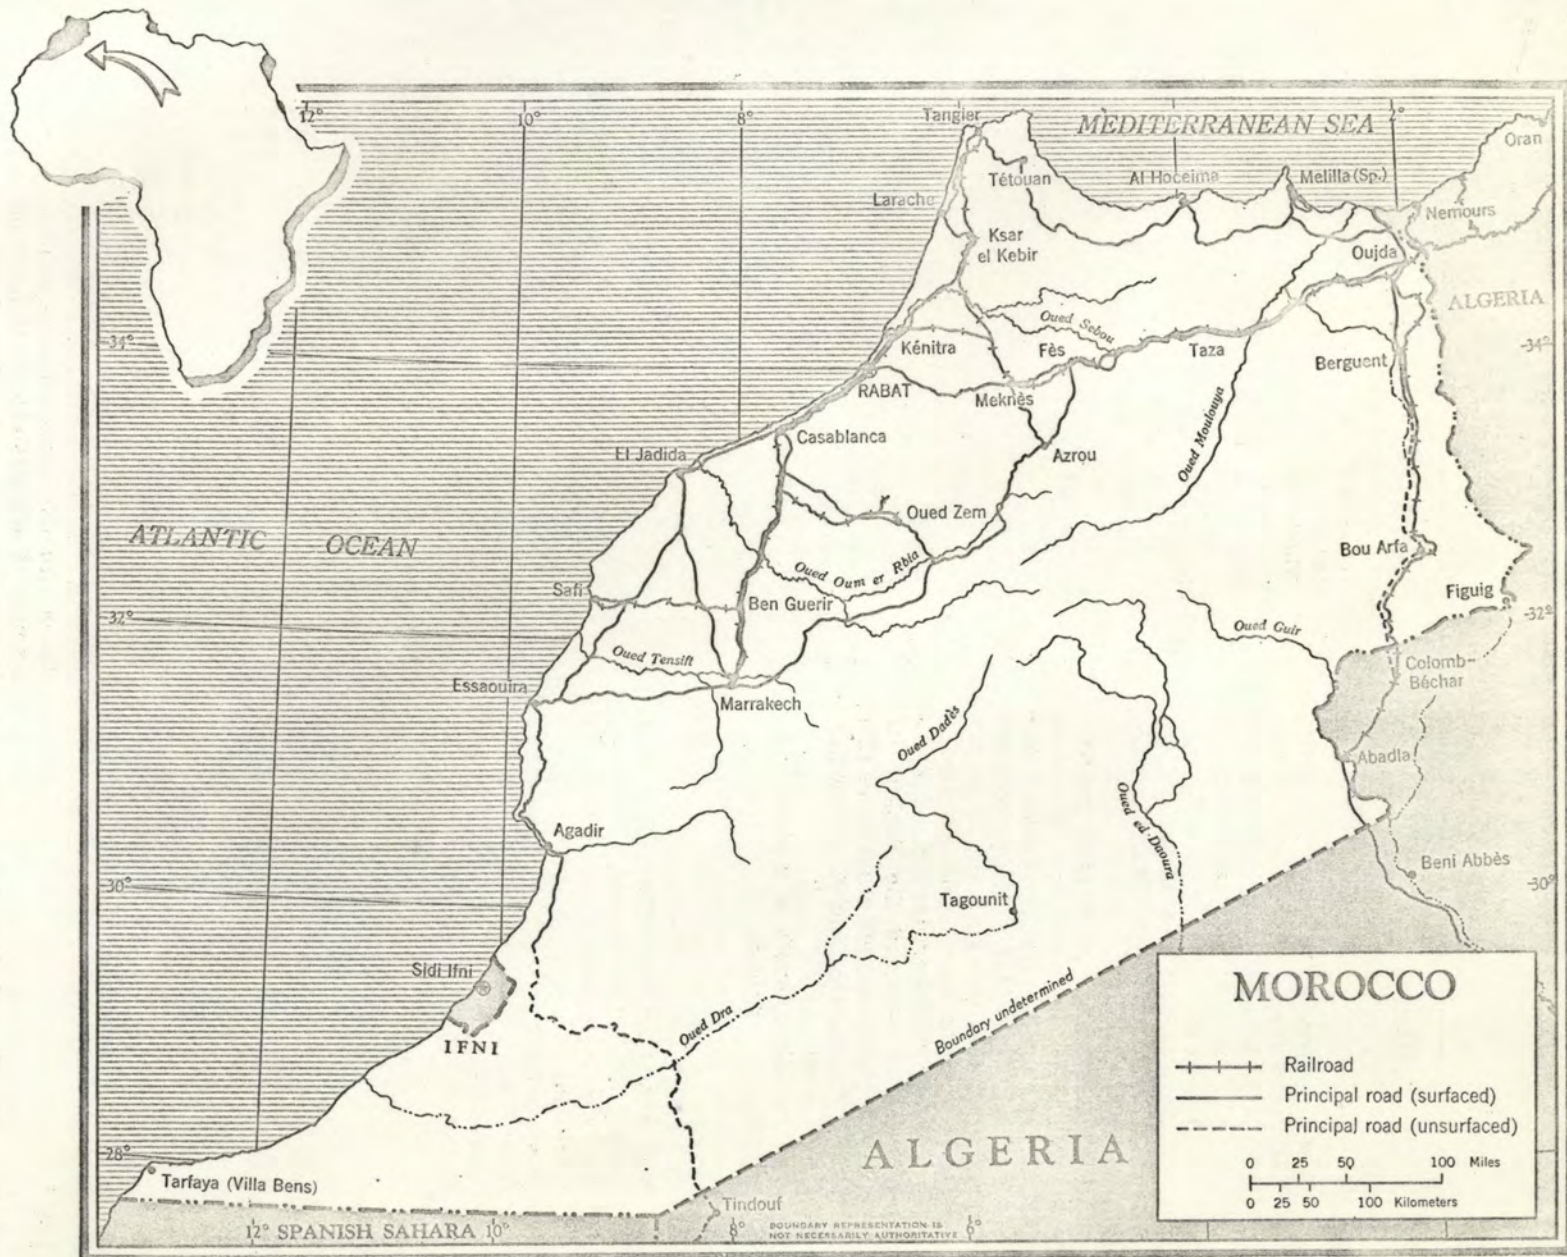 12°
10°
8°
2°
MEDITERRANEAN SEA
Tangier
Oran
Tétouan
Al Hoceima
Melilla (Sp.)
Larache
Nemours
Ksar
el Kebir
Oujda
ALGERIA
Oued Sebou
34°
Kénitra
Fès
Taza
Berguent
34°
RABAT
Meknès
Oued Moulouya
Casablanca
El Jadida
Azrou
Oued Zem
ATLANTIC OCEAN
Bou Arfa
Oued Oum er Rbia
Safi
Ben Guerir
Figuig
32°
32°
Oued Guir
Oued Tensift
Colomb-
Béchar
Essaouira
Marrakech
Oued Dadès
Abadla
Oued ed Daoura
Agadir
Beni Abbès
30°
30°
Tagounit
Sidi Ifni
Oued Dra
Boundary undetermined
IFNI
28°
ALGERIA
Tarfaya (Villa Bens)
Tindouf
12°
SPANISH SAHARA
10°
8°
BOUNDARY REPRESENTATION IS
NOT NECESSARILY AUTHORITATIVE
6°
MOROCCO
Railroad
Principal road (surfaced)
Principal road (unsurfaced)
0 25 50 100 Miles
0 25 50 100 Kilometers